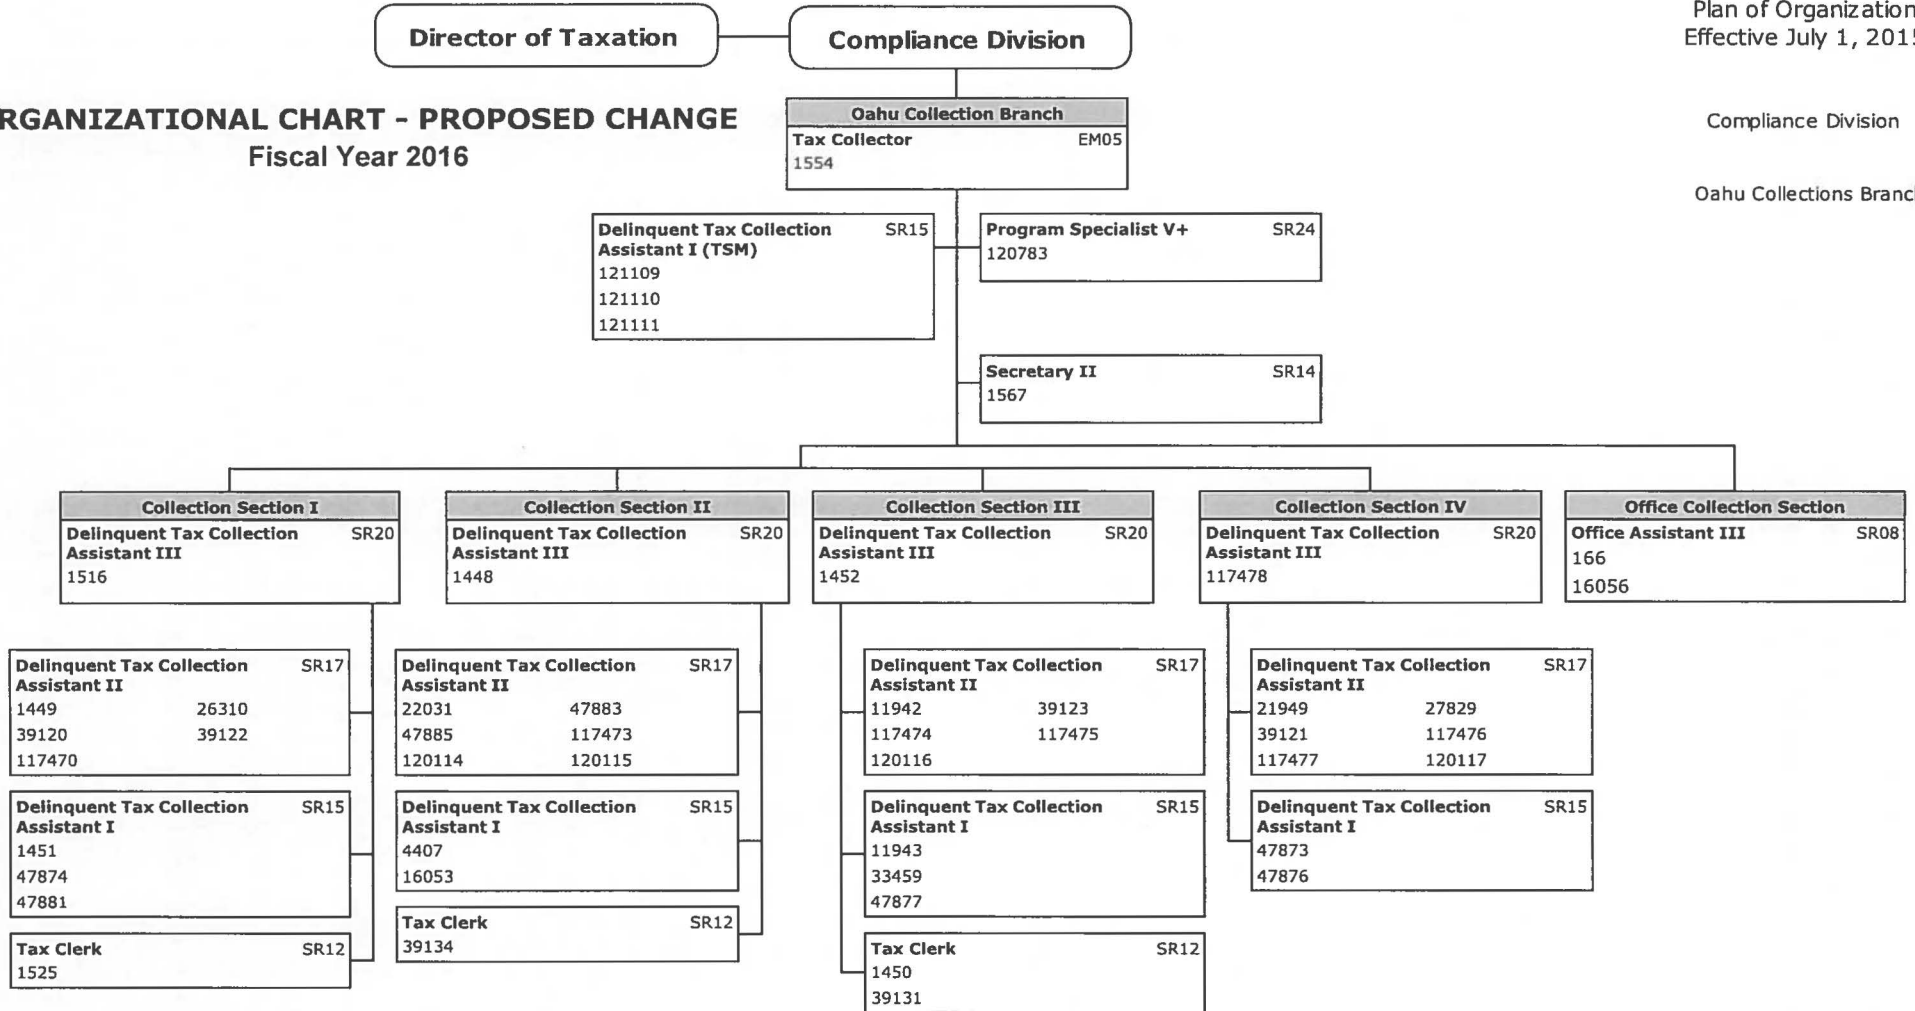 Plan of Organization
Effective July 1, 2015
Director of Taxation
Compliance Division
RGANIZATIONAL CHART - PROPOSED CHANGE
Fiscal Year 2016
Compliance Division
Oahu Collections Branch
Oahu Collection Branch
Tax Collector EM05
1554
Delinquent Tax Collection SR15
Assistant I (TSM)
121109
121110
121111
Program Specialist V+ SR24
120783
Secretary II SR14
1567
Collection Section I
Delinquent Tax Collection SR20
Assistant III
1516
Collection Section II
Delinquent Tax Collection SR20
Assistant III
1448
Collection Section III
Delinquent Tax Collection SR20
Assistant III
1452
Collection Section IV
Delinquent Tax Collection SR20
Assistant III
117478
Office Collection Section
Office Assistant III SR08
166
16056
Delinquent Tax Collection SR17
Assistant II
1449 26310
39120 39122
117470
Delinquent Tax Collection SR15
Assistant I
1451
47874
47881
Tax Clerk SR12
1525
Delinquent Tax Collection SR17
Assistant II
22031 47883
47885 117473
120114 120115
Delinquent Tax Collection SR15
Assistant I
4407
16053
Tax Clerk SR12
39134
Delinquent Tax Collection SR17
Assistant II
11942 39123
117474 117475
120116
Delinquent Tax Collection SR15
Assistant I
11943
33459
47877
Tax Clerk SR12
1450
39131
Delinquent Tax Collection SR17
Assistant II
21949 27829
39121 117476
117477 120117
Delinquent Tax Collection SR15
Assistant I
47873
47876